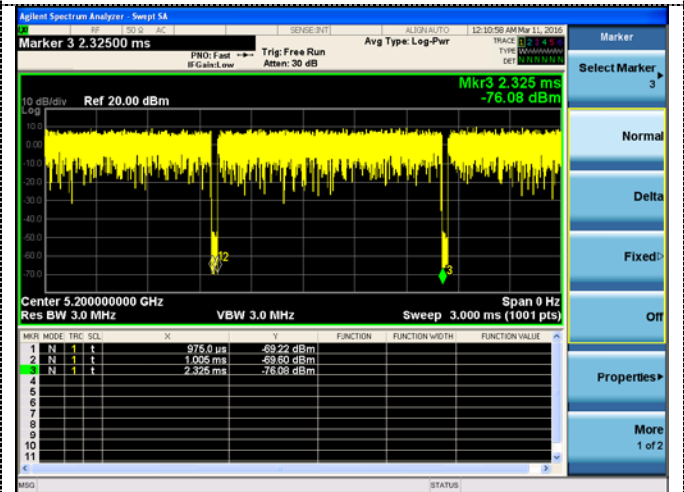 Agilent Spectrum Analyzer - Swept SA
RF 50 Ω AC SENSE:INT ALIGN AUTO 12:10:58 AM Mar 11, 2016
Marker 3 2.32500 ms
PNO: Fast Trig: Free Run Avg Type: Log-Pwr TRACE 1 2 3 4 5 6
IFGain:Low Atten: 30 dB TYPE
DET N N N N N N
Mkr3 2.325 ms
-76.08 dBm
10 dB/div Ref 20.00 dBm
Log
10.0
0.00
-10.0
-20.0
-30.0
-40.0
-50.0
-60.0
-70.0
12
3
Center 5.200000000 GHz Span 0 Hz
Res BW 3.0 MHz VBW 3.0 MHz Sweep 3.000 ms (1001 pts)
MKR MODE TRC SCL X Y FUNCTION FUNCTION WIDTH FUNCTION VALUE
1 N 1 t 975.0 µs -69.22 dBm
2 N 1 t 1.005 ms -69.60 dBm
3 N 1 t 2.325 ms -76.08 dBm
4
5
6
7
8
9
10
11
MSG STATUS
Marker
Select Marker
3
Normal
Delta
Fixed
Off
Properties
More
1 of 2